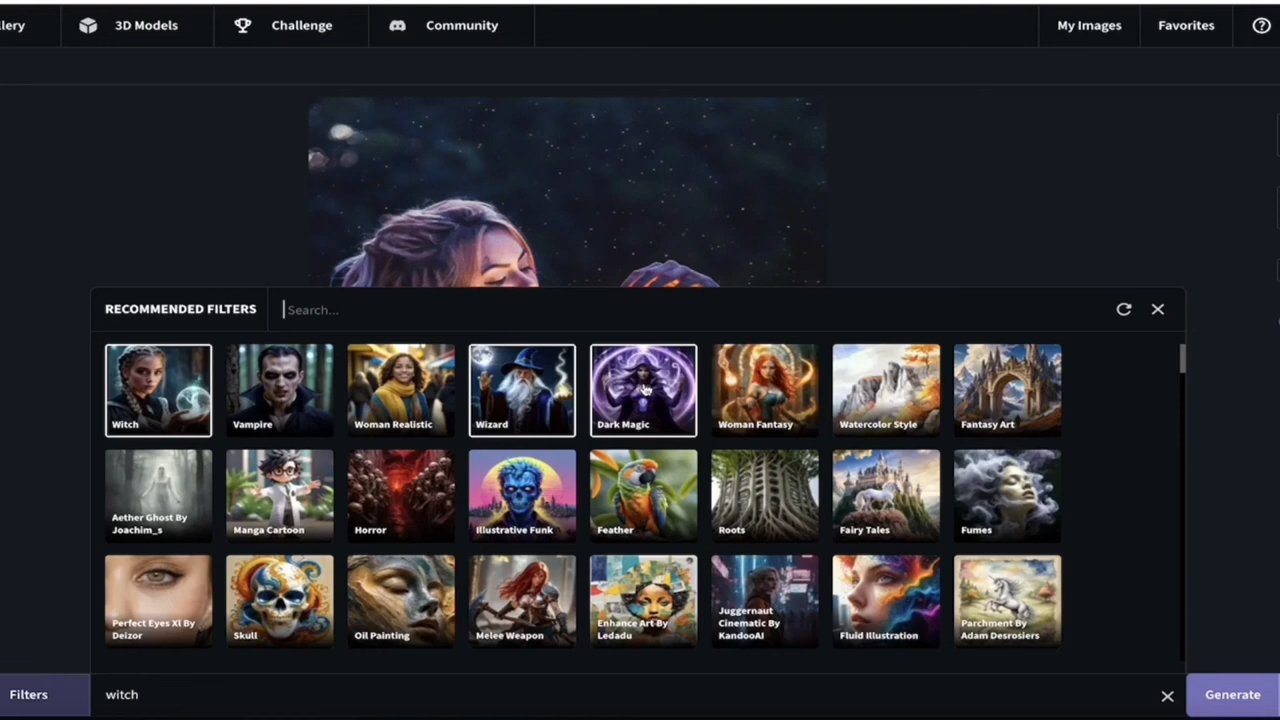 llery
3D Models
Challenge
Community
My Images
Favorites
RECOMMENDED FILTERS
Search...
Witch
Vampire
Woman Realistic
Wizard
Dark Magic
Woman Fantasy
Watercolor Style
Fantasy Art
Aether Ghost By
Joachim_s
Manga Cartoon
Horror
Illustrative Funk
Feather
Roots
Fairy Tales
Fumes
Perfect Eyes Xl By
Deizor
Skull
Oil Painting
Melee Weapon
Enhance Art By
Ledadu
Juggernaut
Cinematic By
KandooAI
Fluid Illustration
Parchment By
Adam Desrosiers
Filters
witch
Generate